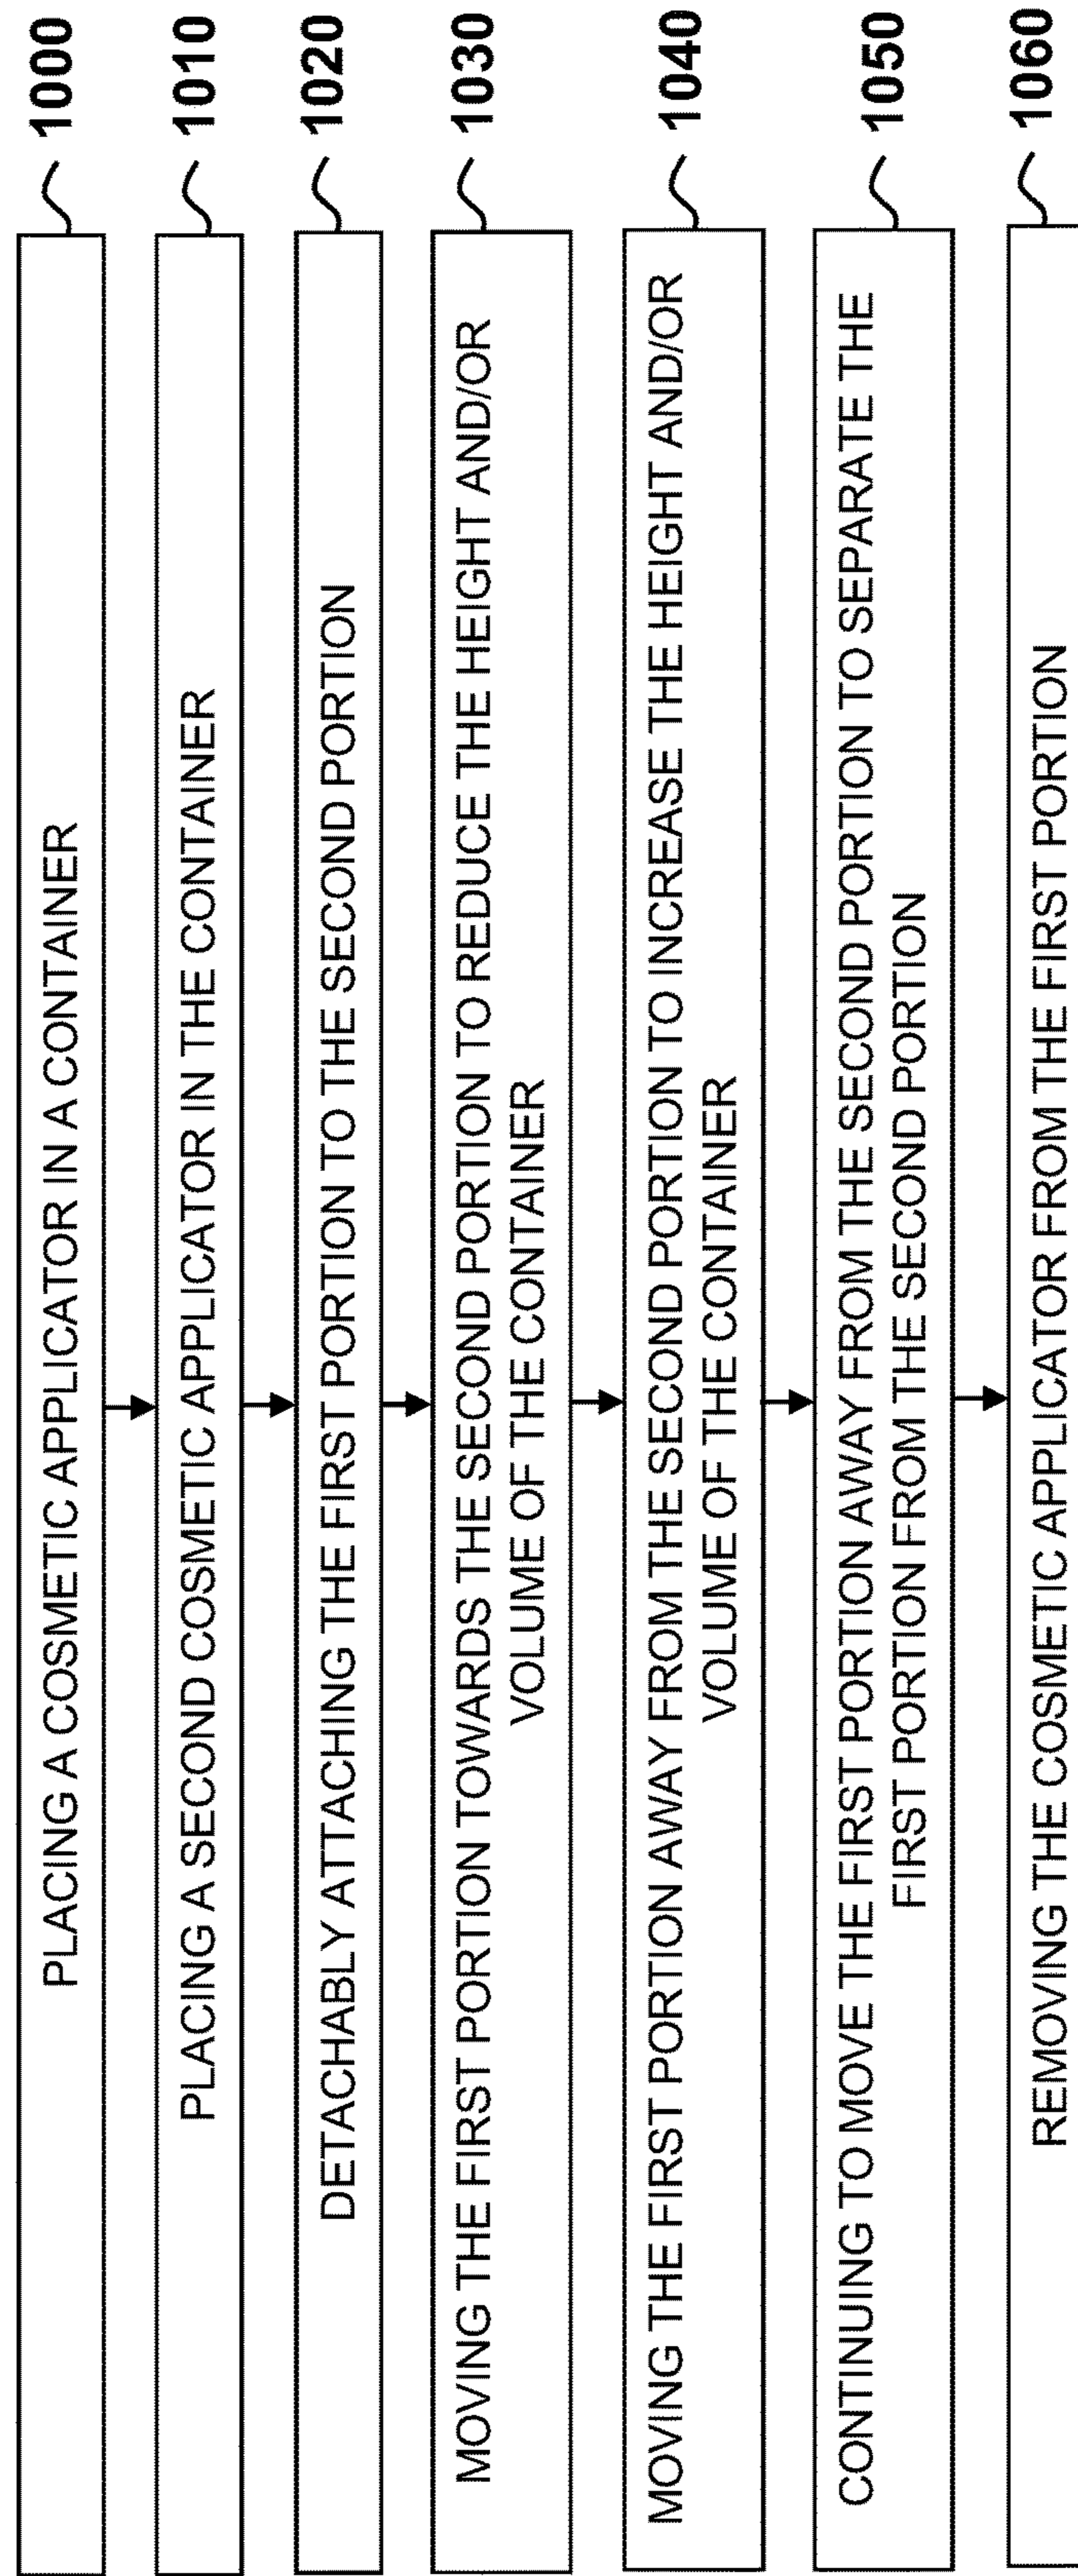 PLACING A COSMETIC APPLICATOR IN A CONTAINER
1000
PLACING A SECOND COSMETIC APPLICATOR IN THE CONTAINER
1010
DETACHABLY ATTACHING THE FIRST PORTION TO THE SECOND PORTION
1020
MOVING THE FIRST PORTION TOWARDS THE SECOND PORTION TO REDUCE THE HEIGHT AND/OR
VOLUME OF THE CONTAINER
1030
MOVING THE FIRST PORTION AWAY FROM THE SECOND PORTION TO INCREASE THE HEIGHT AND/OR
VOLUME OF THE CONTAINER
1040
CONTINUING TO MOVE THE FIRST PORTION AWAY FROM THE SECOND PORTION TO SEPARATE THE
FIRST PORTION FROM THE SECOND PORTION
1050
REMOVING THE COSMETIC APPLICATOR FROM THE FIRST PORTION
1060